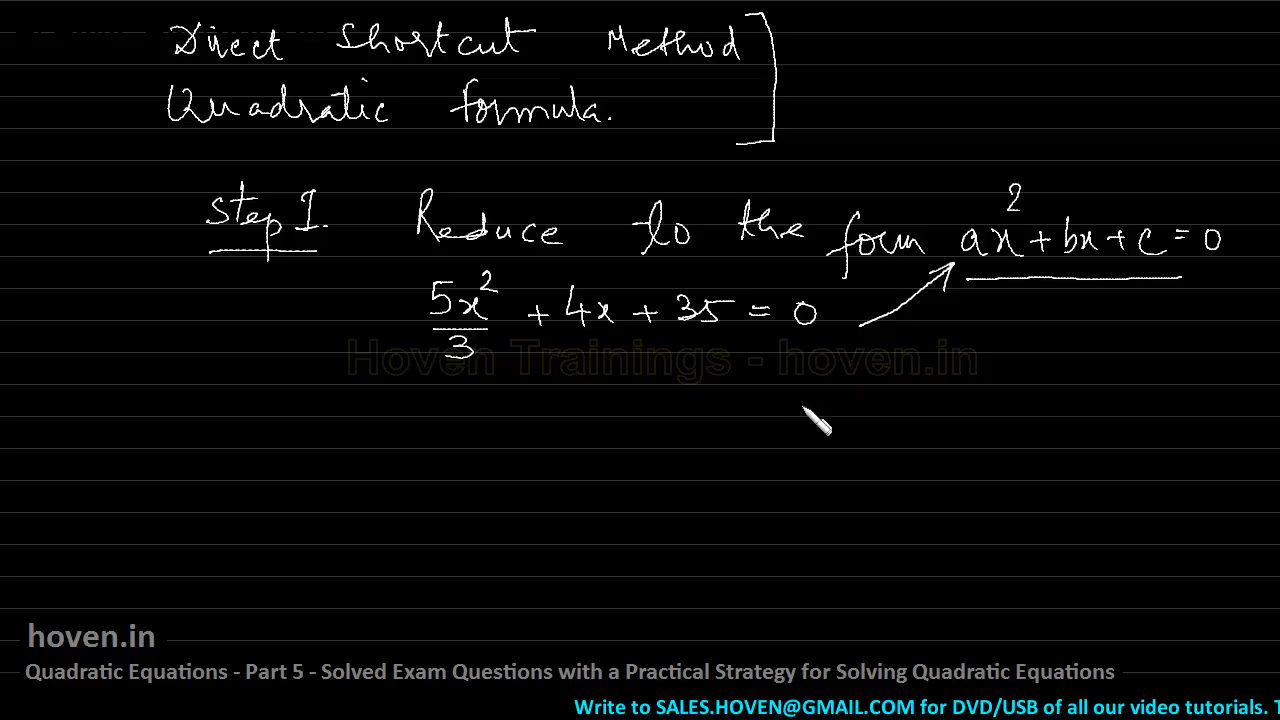 Direct Shortcut Method
Quadratic formula.
Step I. Reduce to the form ax² + bx + c = 0
5x²/3 + 4x + 35 = 0
Hoven Trainings - hoven.in
hoven.in
Quadratic Equations - Part 5 - Solved Exam Questions with a Practical Strategy for Solving Quadratic Equations
Write to SALES.HOVEN@GMAIL.COM for DVD/USB of all our video tutorials. T